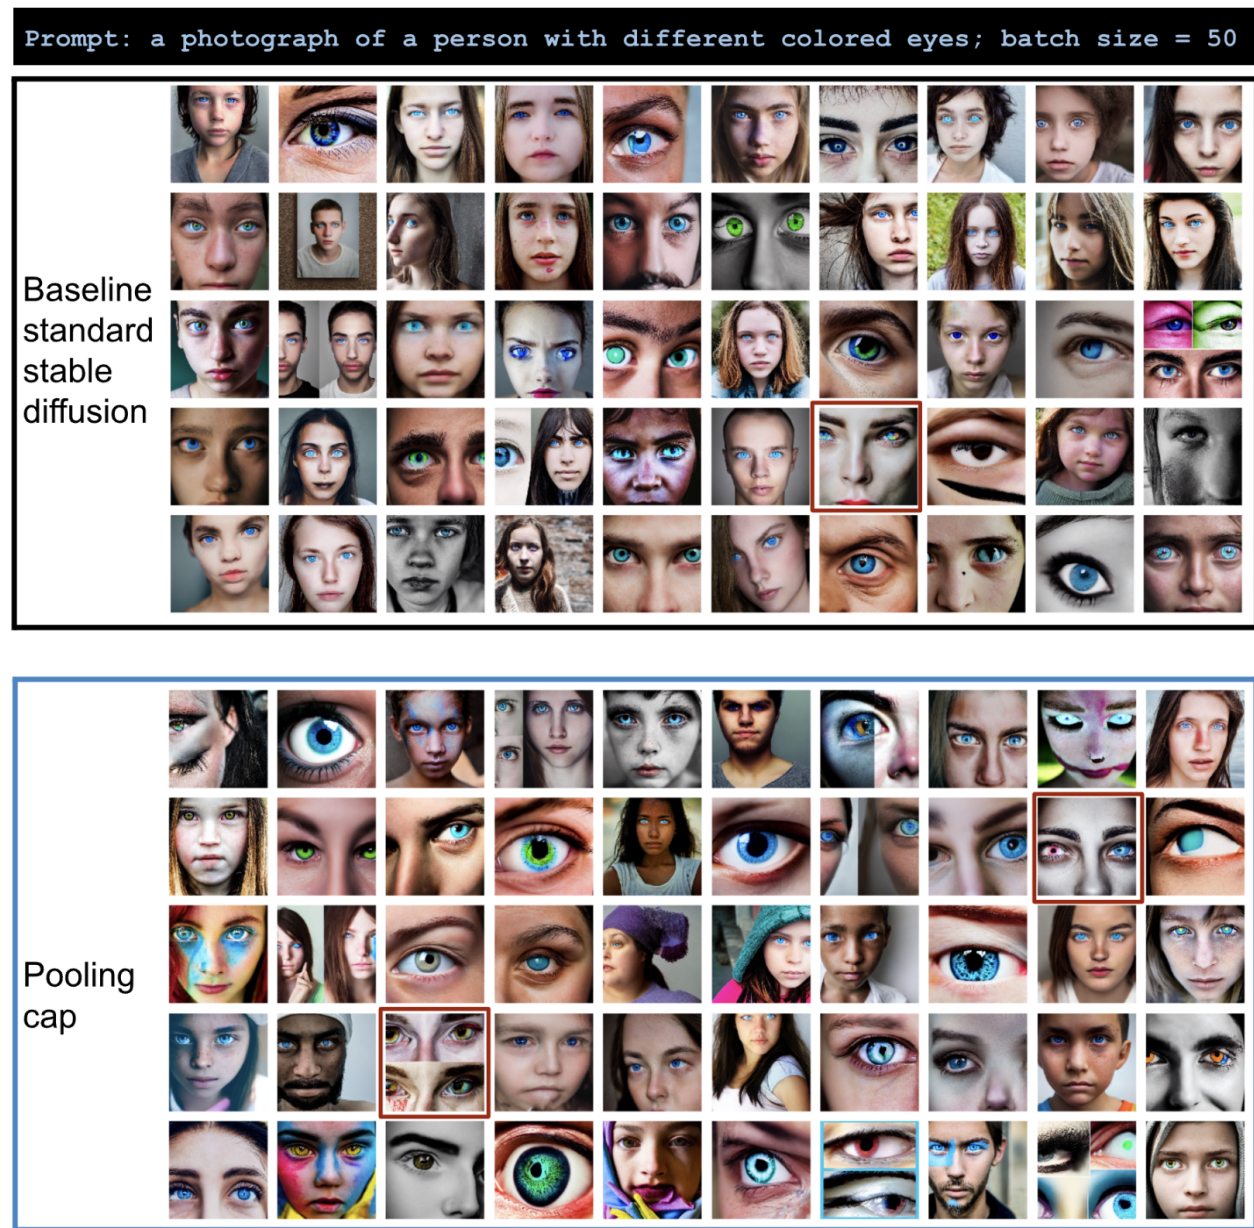 Prompt: a photograph of a person with different colored eyes; batch size = 50
Baseline
standard
stable
diffusion
Pooling
cap